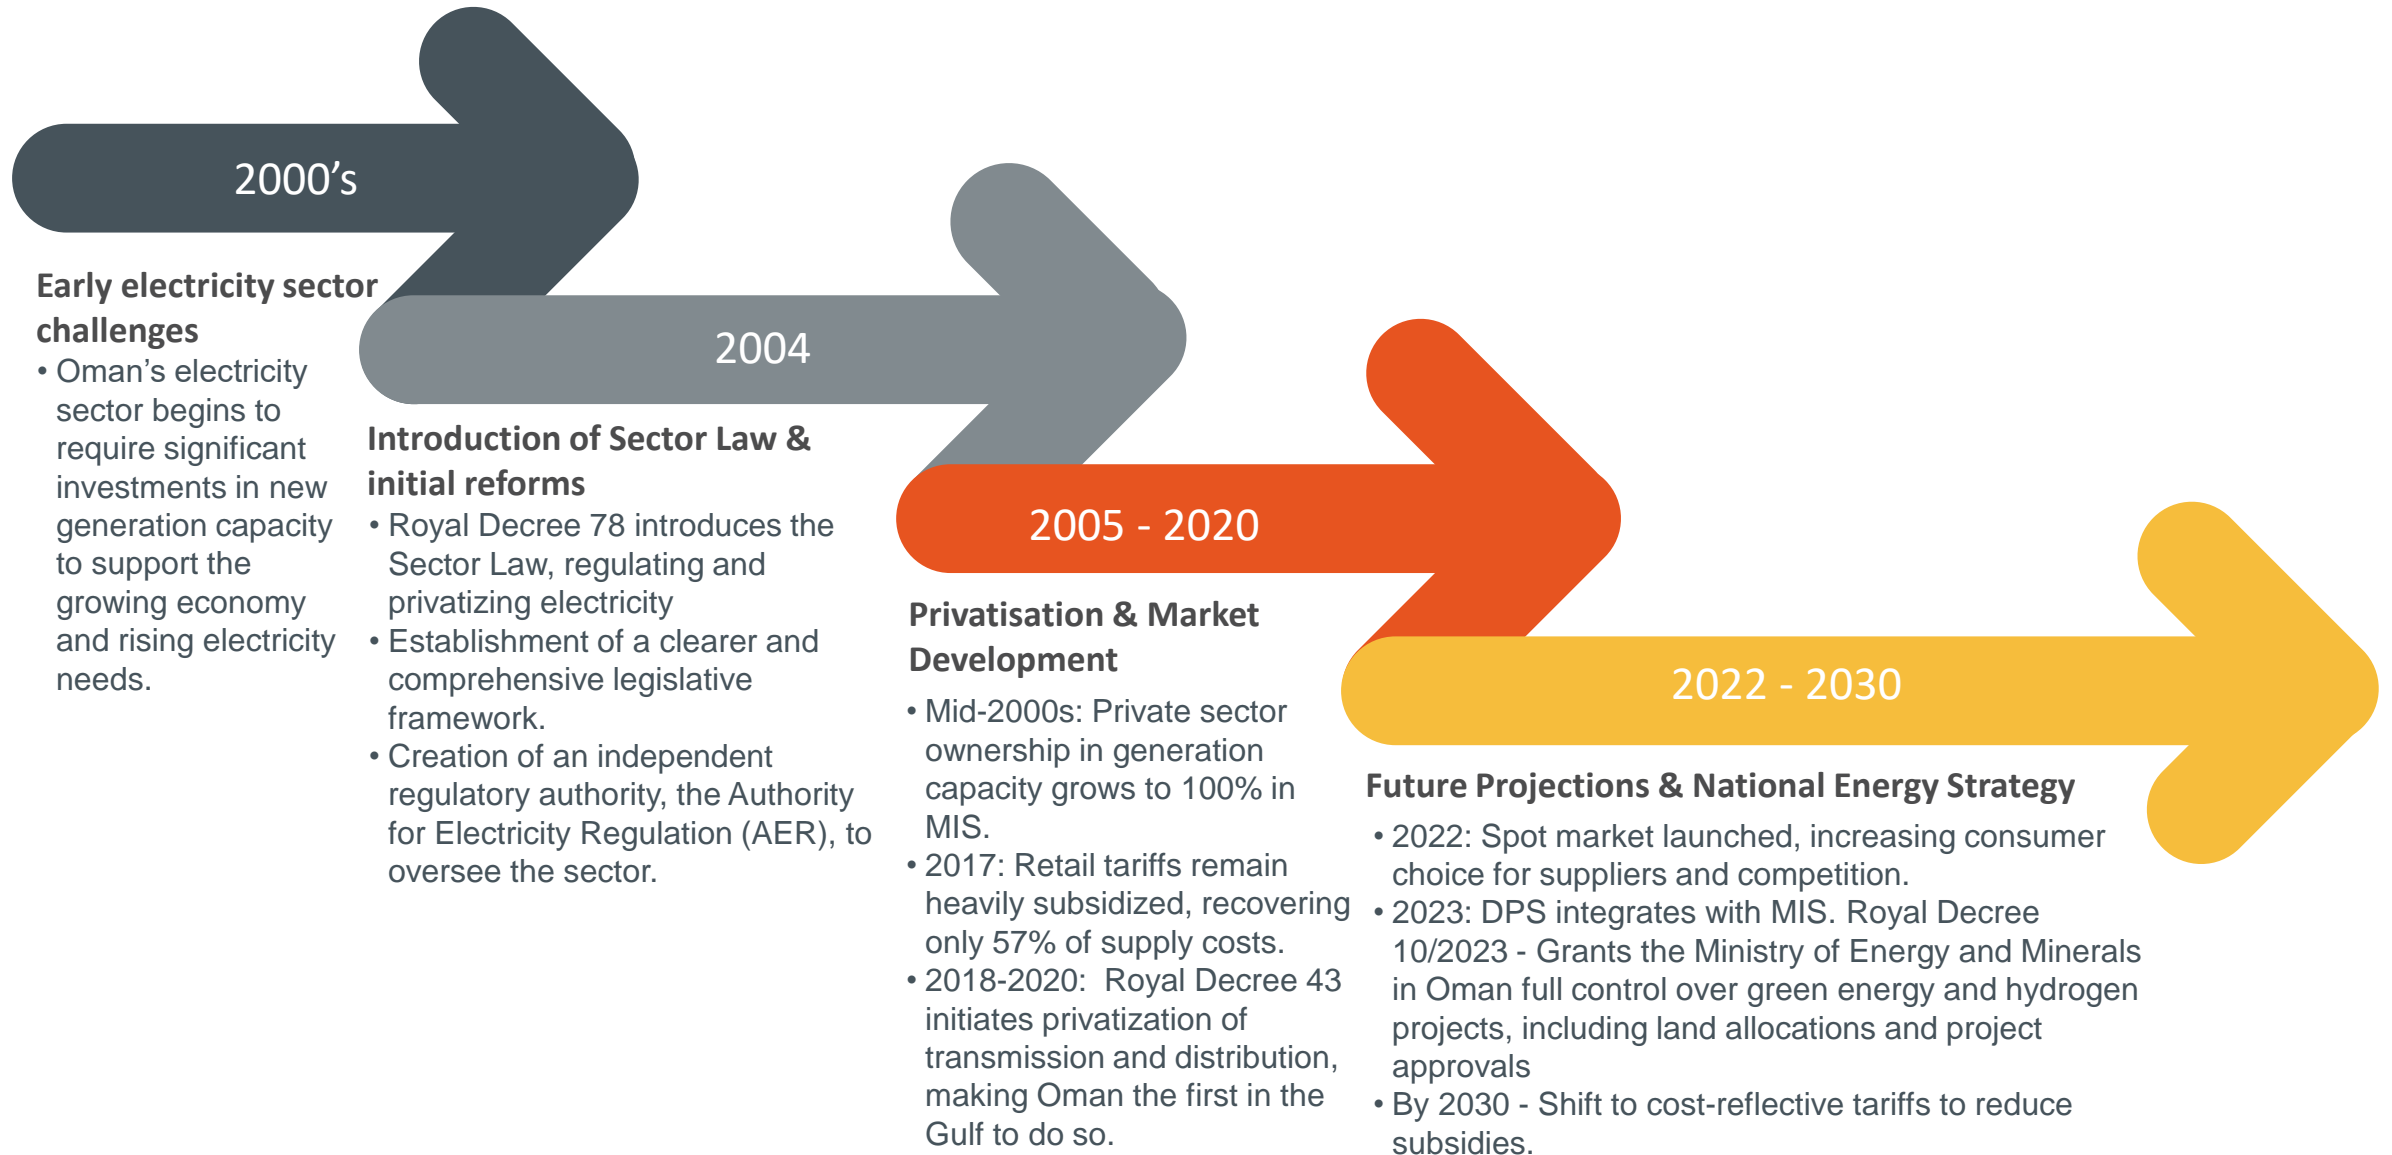 2000’s
Early electricity sector
challenges
• Oman’s electricity
sector begins to
require significant
investments in new
generation capacity
to support the
growing economy
and rising electricity
needs.
2004
Introduction of Sector Law &
initial reforms
• Royal Decree 78 introduces the
Sector Law, regulating and
privatizing electricity
• Establishment of a clearer and
comprehensive legislative
framework.
• Creation of an independent
regulatory authority, the Authority
for Electricity Regulation (AER), to
oversee the sector.
2005 - 2020
Privatisation & Market
Development
• Mid-2000s: Private sector
ownership in generation
capacity grows to 100% in
MIS.
• 2017: Retail tariffs remain
heavily subsidized, recovering
only 57% of supply costs.
• 2018-2020:  Royal Decree 43
initiates privatization of
transmission and distribution,
making Oman the first in the
Gulf to do so.
2022 - 2030
Future Projections & National Energy Strategy
• 2022: Spot market launched, increasing consumer
choice for suppliers and competition.
• 2023: DPS integrates with MIS. Royal Decree
10/2023 - Grants the Ministry of Energy and Minerals
in Oman full control over green energy and hydrogen
projects, including land allocations and project
approvals
• By 2030 - Shift to cost-reflective tariffs to reduce
subsidies.